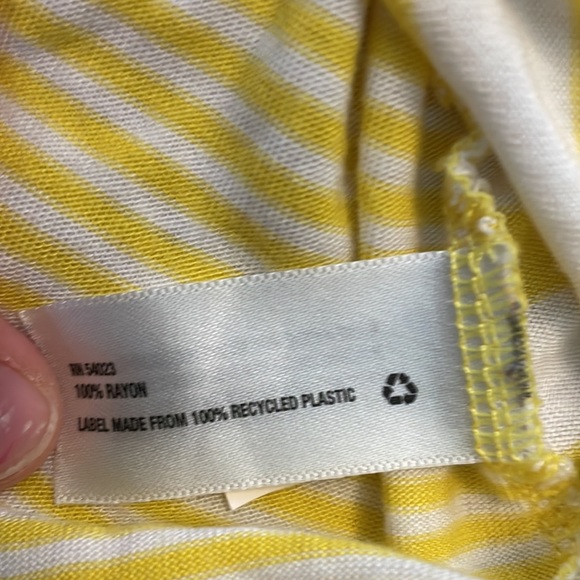 RN 54023
100% RAYON
LABEL MADE FROM 100% RECYCLED PLASTIC